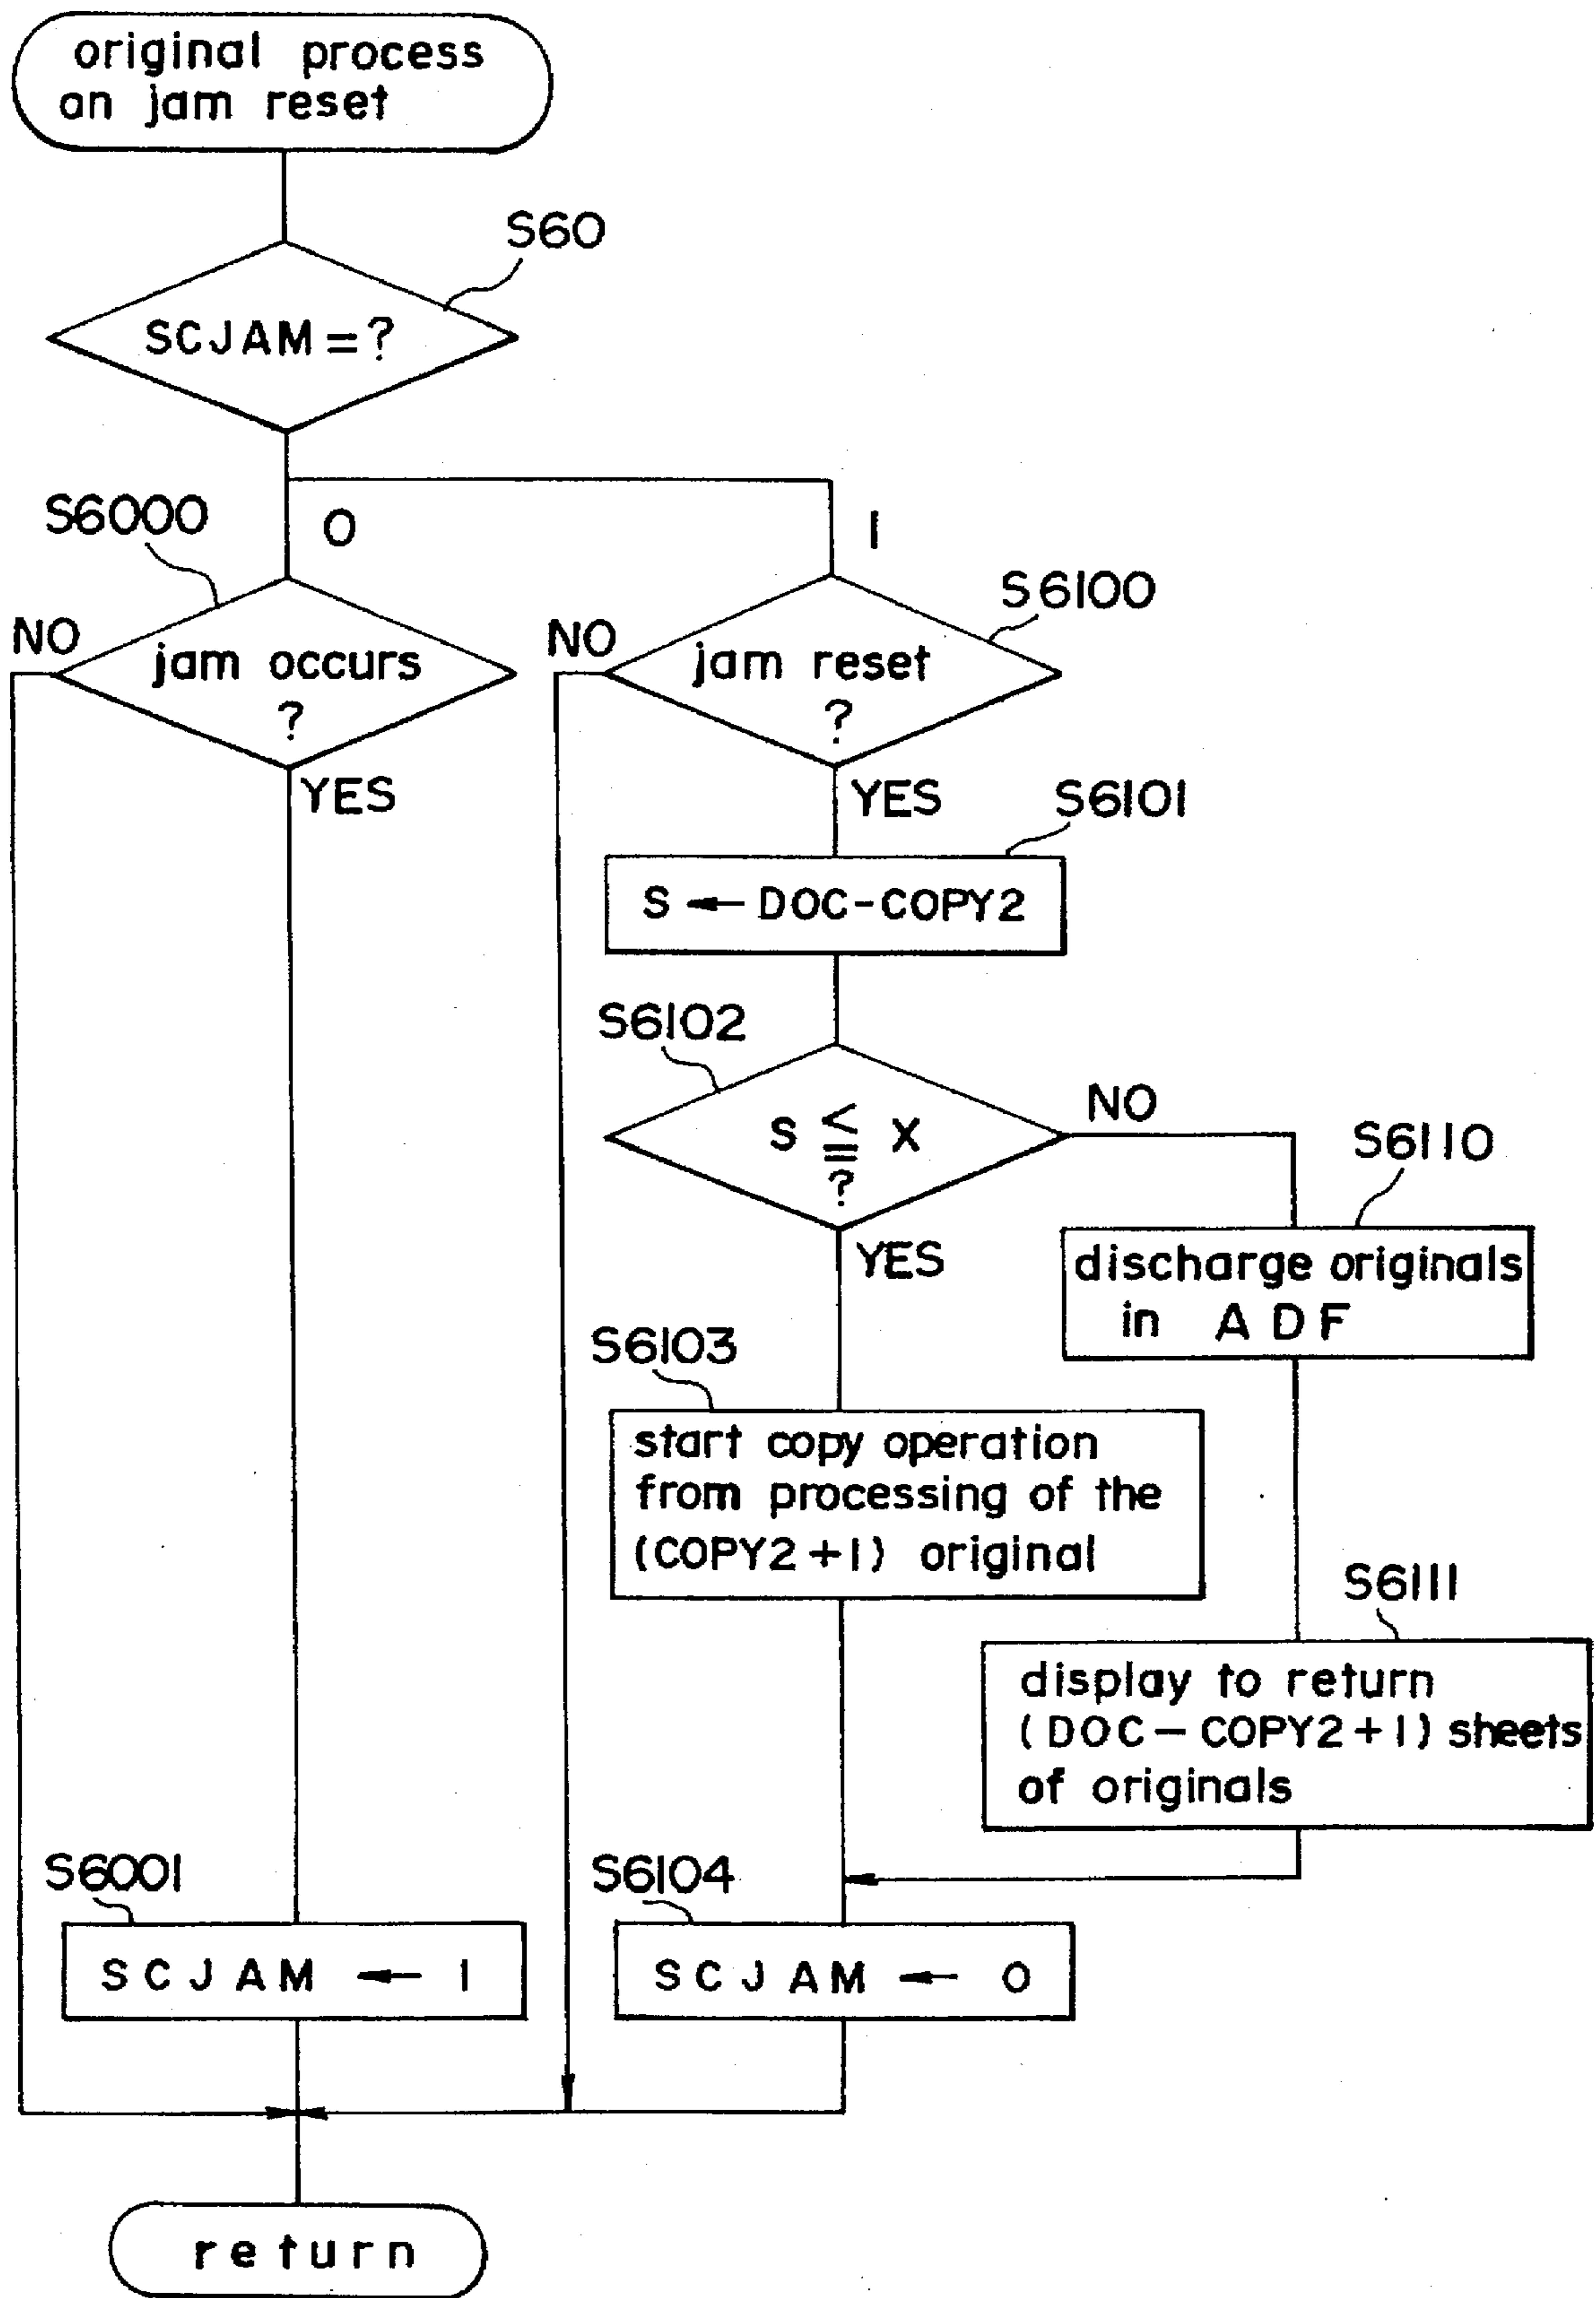 original process
an jam reset
S60
SCJAM=?
S6000
0
1
S6100
NO
jam occurs
?
YES
NO
jam reset
?
YES
S6101
S ← DOC-COPY2
S6102
S ≦ X
?
NO
YES
S6110
discharge originals
in ADF
S6103
start copy operation
from processing of the
(COPY2+1) original
S6111
display to return
(DOC-COPY2+1) sheets
of originals
S6001
SCJAM ← 1
S6104
SCJAM ← 0
return